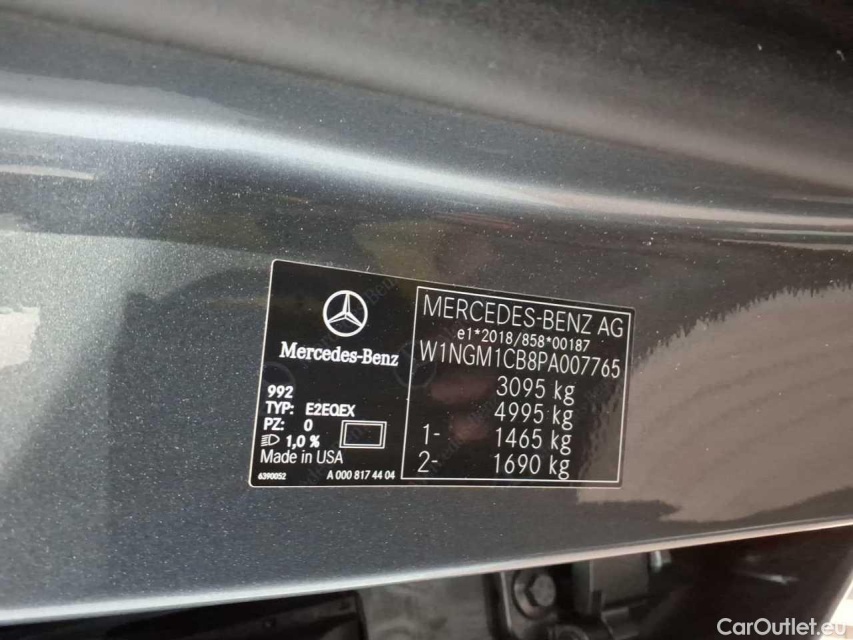 Mercedes-Benz
992
TYP: E2EQEX
PZ: 0
1,0 %
Made in USA
6390052 A 000 817 44 04
MERCEDES-BENZ AG
e1*2018/858*00187
W1NGM1CB8PA007765
3095 kg
4995 kg
1- 1465 kg
2- 1690 kg
CarOutlet.eu